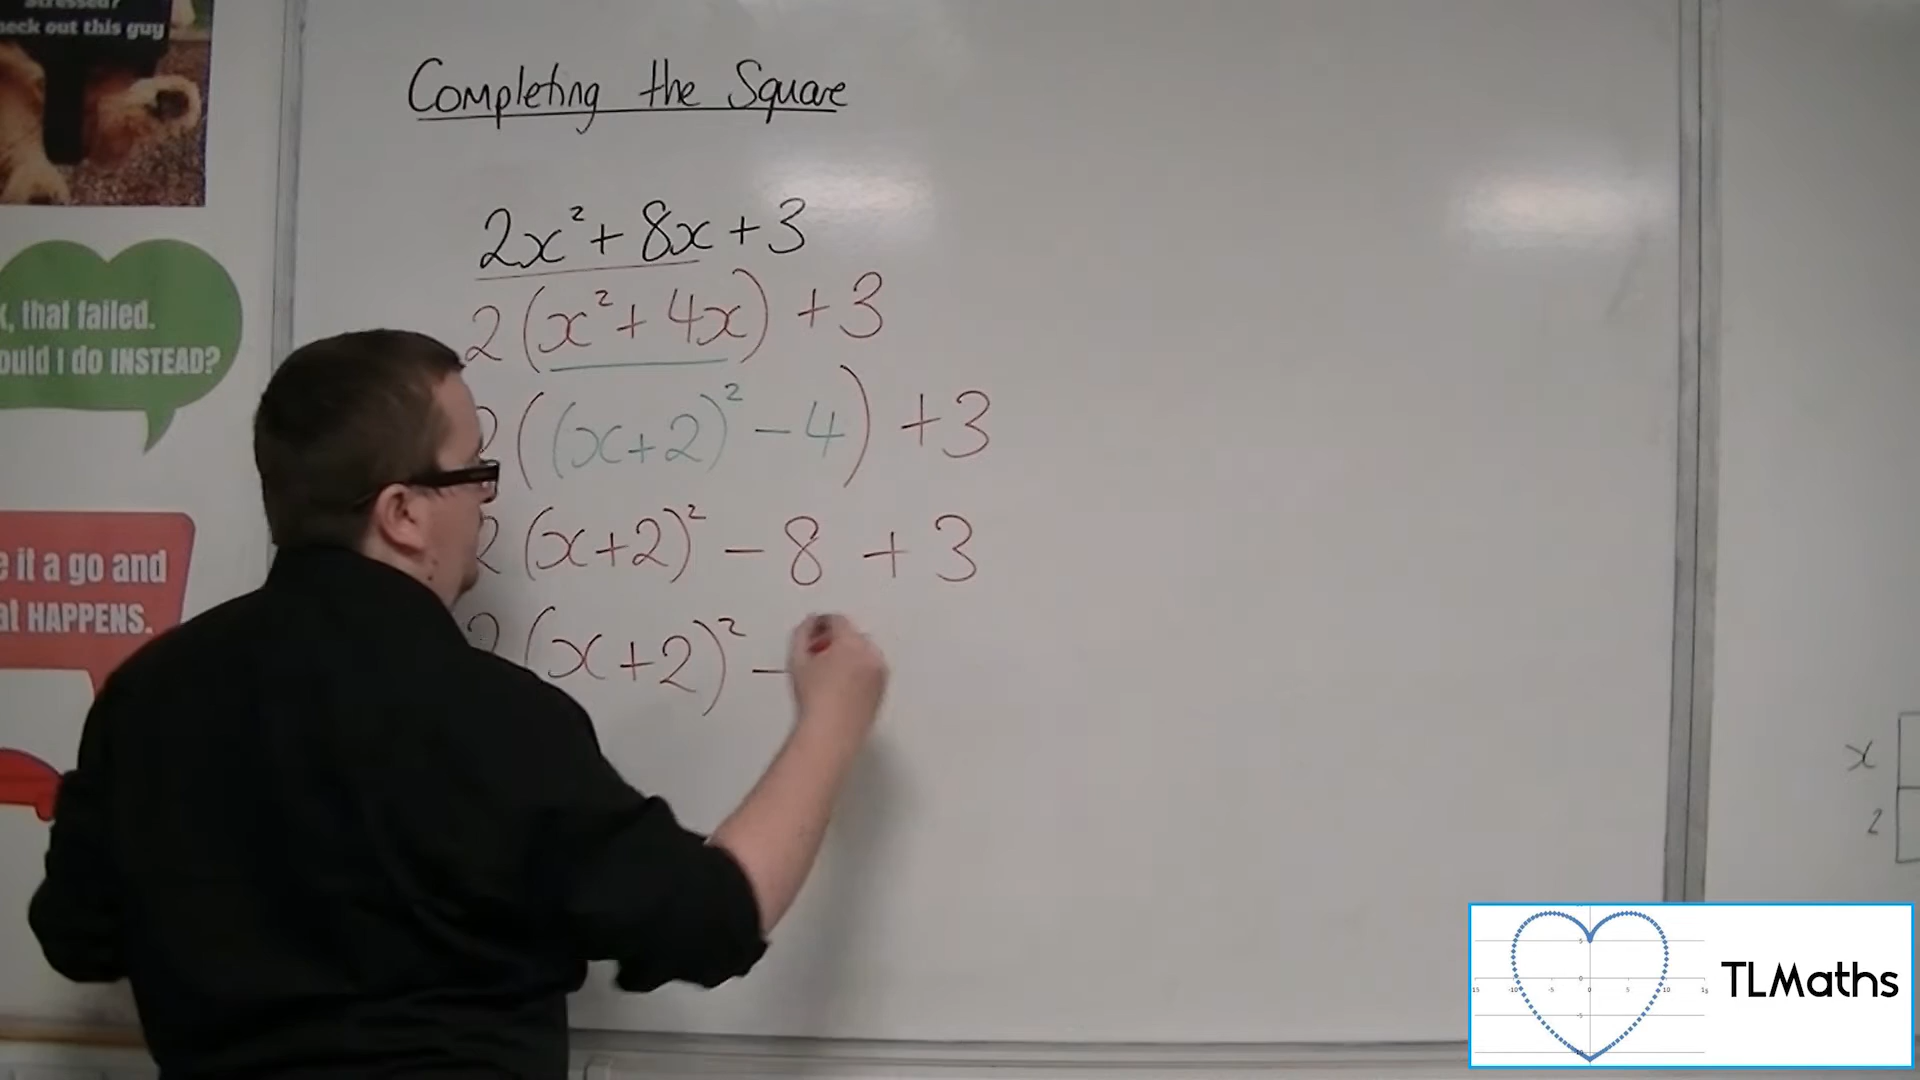 Stressed?
heck out this guy
Completing the Square
2x² + 8x + 3
2(x² + 4x) + 3
2((x+2)² - 4) + 3
2(x+2)² - 8 + 3
2(x+2)² -
, that failed.
ould I do INSTEAD?
e it a go and
at HAPPENS.
x
2
TLMaths